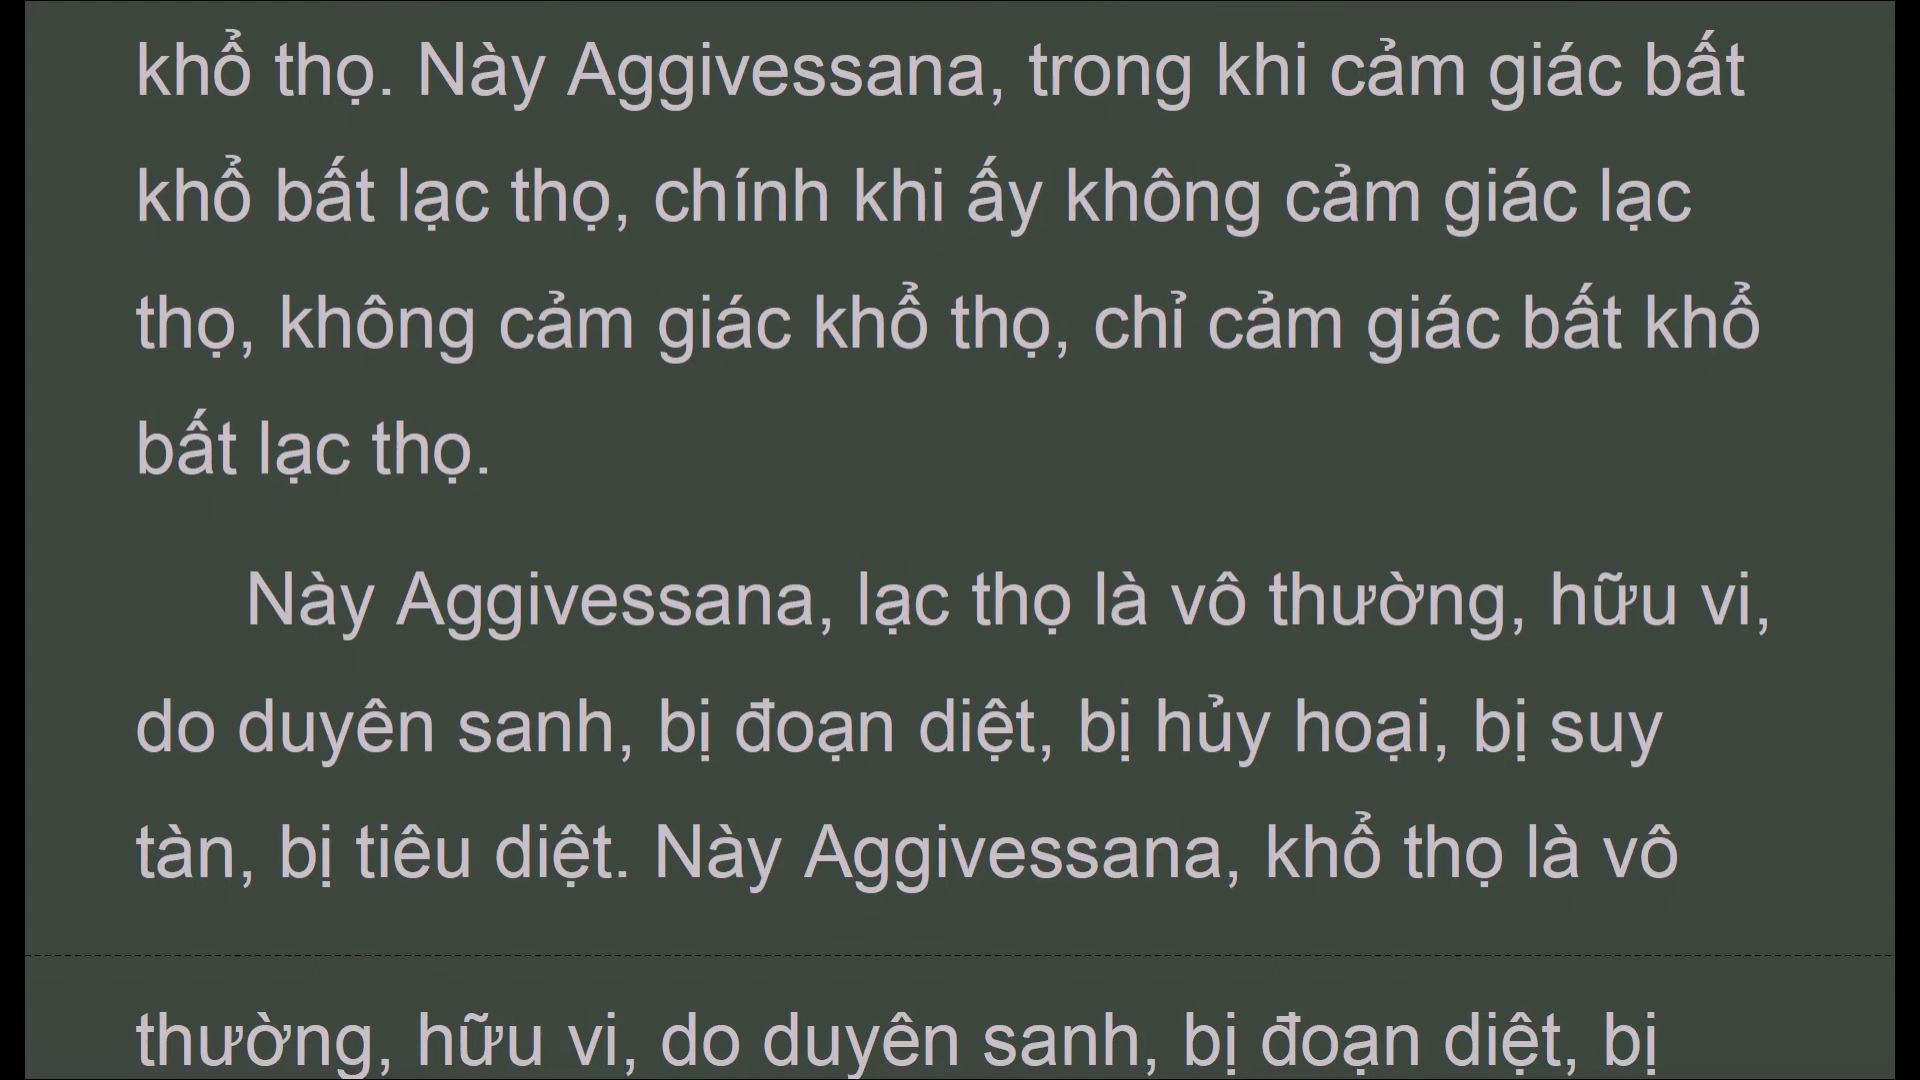 khổ thọ. Này Aggivessana, trong khi cảm giác bất
khổ bất lạc thọ, chính khi ấy không cảm giác lạc
thọ, không cảm giác khổ thọ, chỉ cảm giác bất khổ
bất lạc thọ.
Này Aggivessana, lạc thọ là vô thường, hữu vi,
do duyên sanh, bị đoạn diệt, bị hủy hoại, bị suy
tàn, bị tiêu diệt. Này Aggivessana, khổ thọ là vô
thường, hữu vi, do duyên sanh, bị đoạn diệt, bị